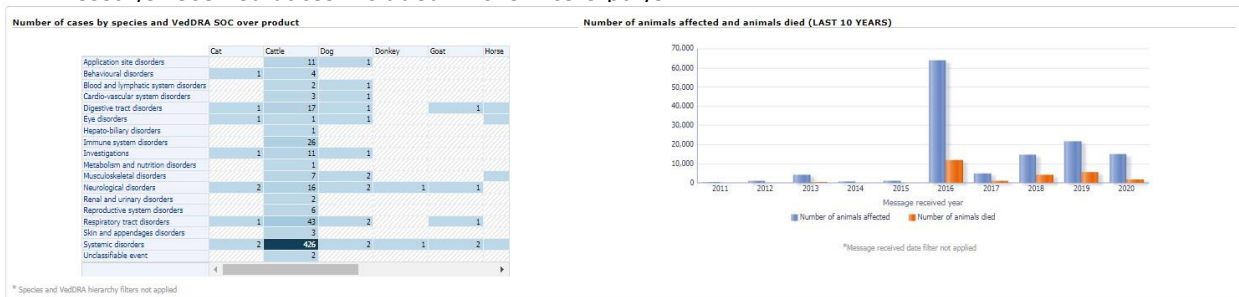 Number of cases by species and VedDRA SOC over product
Cat Cattle Dog Donkey Goat Horse
Application site disorders 11 1
Behavioural disorders 1 4
Blood and lymphatic system disorders 2 1
Cardio-vascular system disorders 3 1
Digestive tract disorders 1 17 1 1
Eye disorders 1 1 1
Hepato-biliary disorders 1
Immune system disorders 26
Investigations 1 11 1
Metabolism and nutrition disorders 1
Musculoskeletal disorders 7 2
Neurological disorders 2 16 2 1 1
Renal and urinary disorders 2
Reproductive system disorders 6
Respiratory tract disorders 1 43 2 1
Skin and appendages disorders 3
Systemic disorders 2 426 2 1 2
Unclassifiable event 2
* Species and VedDRA hierarchy filters not applied
Number of animals affected and animals died (LAST 10 YEARS)
70.000
60.000
50.000
40.000
30.000
20.000
10.000
0
2011 2012 2013 2014 2015 2016 2017 2018 2019 2020
Message received year
Number of animals affected Number of animals died
*Message received date filter not applied